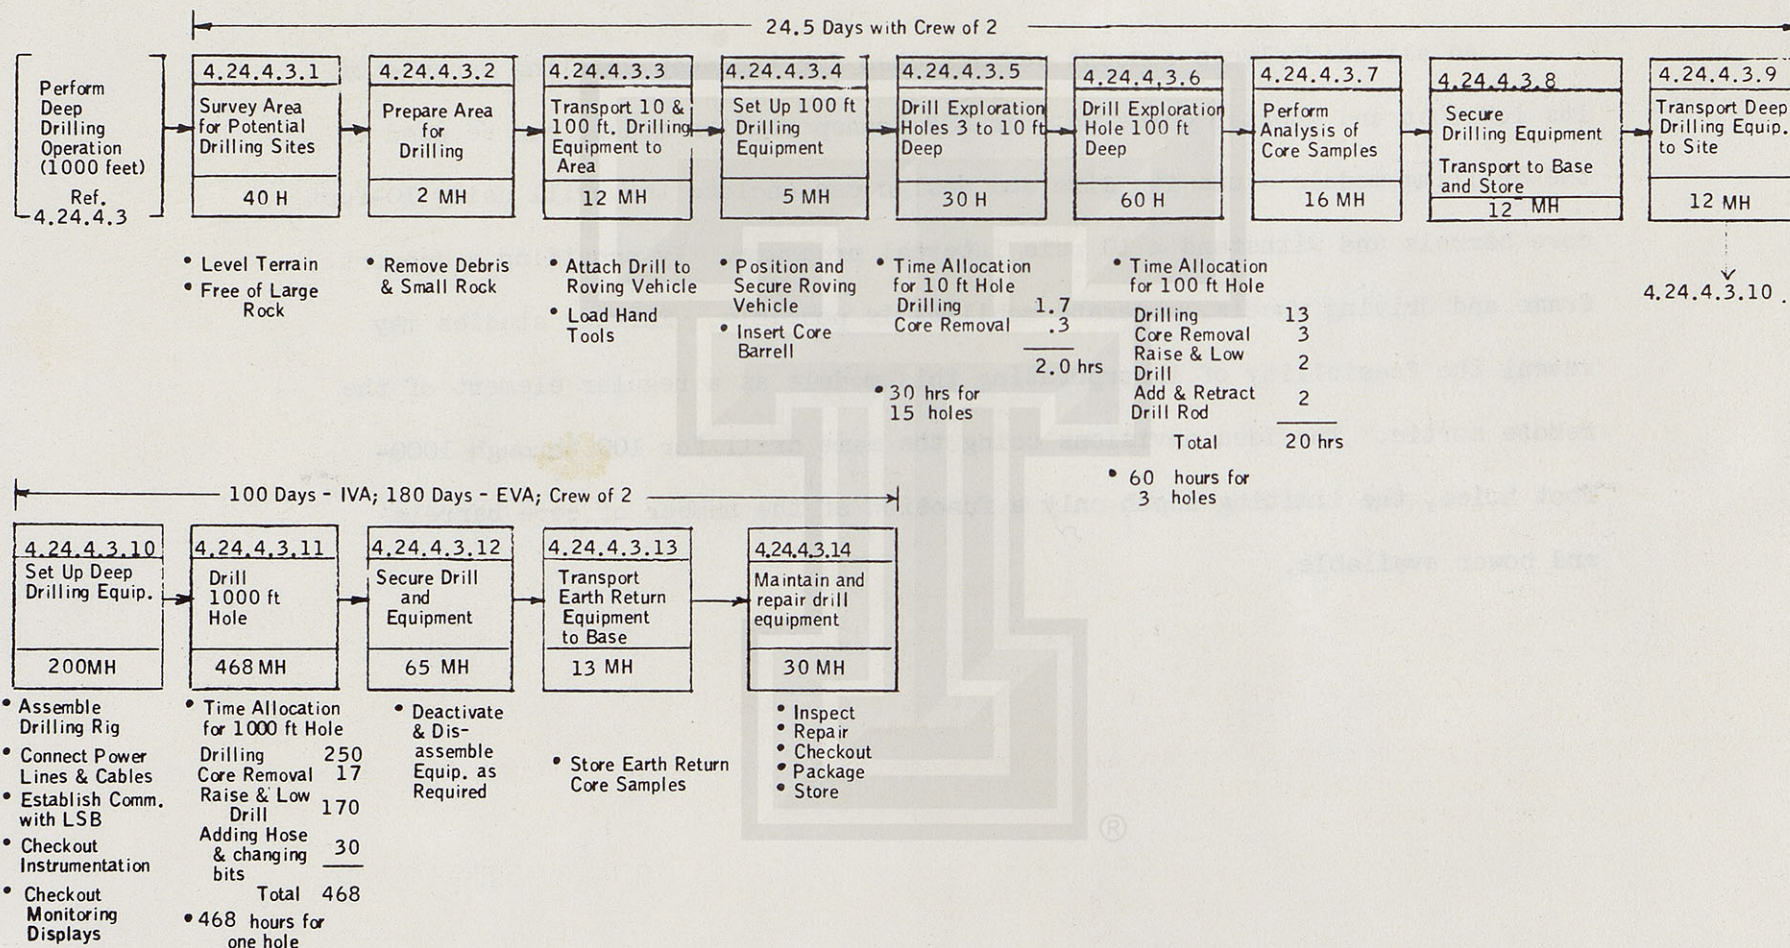 24.5 Days with Crew of 2
Perform
Deep
Drilling
Operation
(1000 feet)
Ref.
4.24.4.3
4.24.4.3.1
Survey Area
for Potential
Drilling Sites
40 H
• Level Terrain
• Free of Large
Rock
4.24.4.3.2
Prepare Area
for
Drilling
2 MH
• Remove Debris
& Small Rock
4.24.4.3.3
Transport 10 &
100 ft. Drilling
Equipment to
Area
12 MH
• Attach Drill to
Roving Vehicle
• Load Hand
Tools
4.24.4.3.4
Set Up 100 ft
Drilling
Equipment
5 MH
• Position and
Secure Roving
Vehicle
• Insert Core
Barrell
4.24.4.3.5
Drill Exploration
Holes 3 to 10 ft
Deep
30 H
• Time Allocation
for 10 ft Hole
Drilling 1.7
Core Removal .3
2.0 hrs
• 30 hrs for
15 holes
4.24.4,3.6
Drill Exploration
Hole 100 ft
Deep
60 H
• Time Allocation
for 100 ft Hole
Drilling 13
Core Removal 3
Raise & Low
Drill 2
Add & Retract
Drill Rod 2
Total 20 hrs
• 60 hours for
3 holes
4.24.4.3.7
Perform
Analysis of
Core Samples
16 MH
4.24.4.3.8
Secure
Drilling Equipment
Transport to Base
and Store
12 MH
4.24.4.3.9
Transport Deep
Drilling Equip.
to Site
12 MH
4.24.4.3.10 .
100 Days - IVA; 180 Days - EVA; Crew of 2
4.24.4.3.10
Set Up Deep
Drilling Equip.
200MH
• Assemble
Drilling Rig
• Connect Power
Lines & Cables
• Establish Comm.
with LSB
• Checkout
Instrumentation
• Checkout
Monitoring
Displays
4.24.4.3.11
Drill
1000 ft
Hole
468 MH
• Time Allocation
for 1000 ft Hole
Drilling 250
Core Removal 17
Raise & Low
Drill 170
Adding Hose
& changing 30
bits
Total 468
• 468 hours for
one hole
4.24.4.3.12
Secure Drill
and
Equipment
65 MH
• Deactivate
& Dis-
assemble
Equip. as
Required
4.24.4.3.13
Transport
Earth Return
Equipment
to Base
13 MH
• Store Earth Return
Core Samples
4.24.4.3.14
Maintain and
repair drill
equipment
30 MH
• Inspect
• Repair
• Checkout
• Package
• Store
®